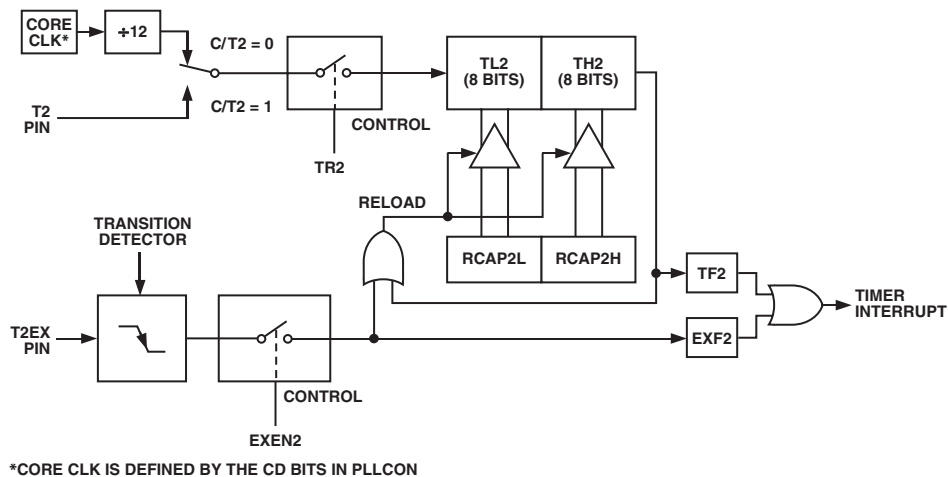 CORE
CLK*
÷12
C/T2 = 0
C/T2 = 1
T2
PIN
CONTROL
TR2
TL2
(8 BITS)
TH2
(8 BITS)
RELOAD
TRANSITION
DETECTOR
RCAP2L
RCAP2H
TF2
TIMER
INTERRUPT
T2EX
PIN
EXF2
CONTROL
EXEN2
*CORE CLK IS DEFINED BY THE CD BITS IN PLLCON